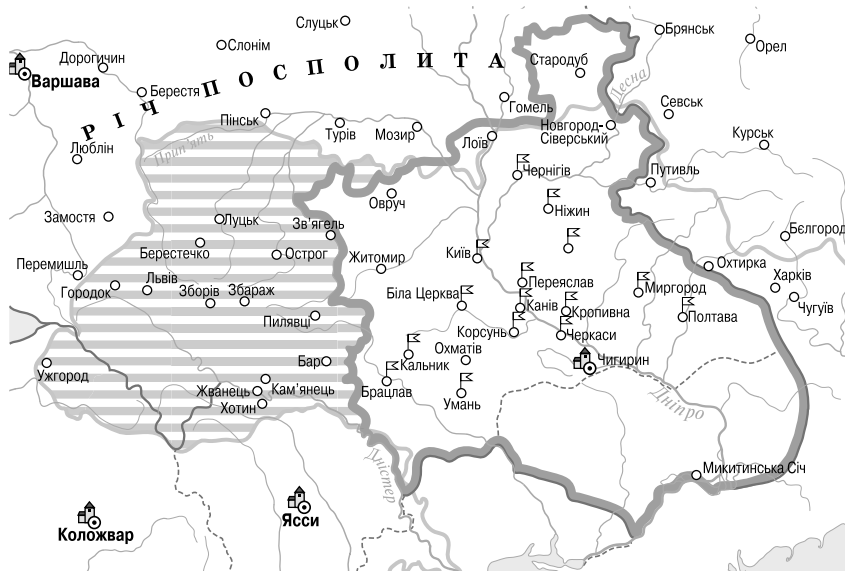 Слуцьк
Брянськ
Слонім
Орел
Дорогичин
Стародуб
Варшава
РІЧ ПОСПОЛИТА
Десна
Берестя
Гомель
Севськ
Пінськ
Турів
Мозир
Лоїв
Новгород-
Сіверський
Курськ
Люблін
Прип'ять
Чернігів
Путивль
Овруч
Ніжин
Замостя
Луцьк
Зв'ягель
Бєлгород
Берестечко
Острог
Житомир
Київ
Перемишль
Охтирка
Львів
Переяслав
Харків
Городок
Зборів
Збараж
Біла Церква
Канів
Миргород
Чугуїв
Пилявці
Кропивна
Полтава
Корсунь
Черкаси
Охматів
Бар
Кальник
Чигирин
Ужгород
Жванець
Кам'янець
Брацлав
Хотин
Умань
Дніпро
Дністер
Микитинська Січ
Коложвар
Ясси